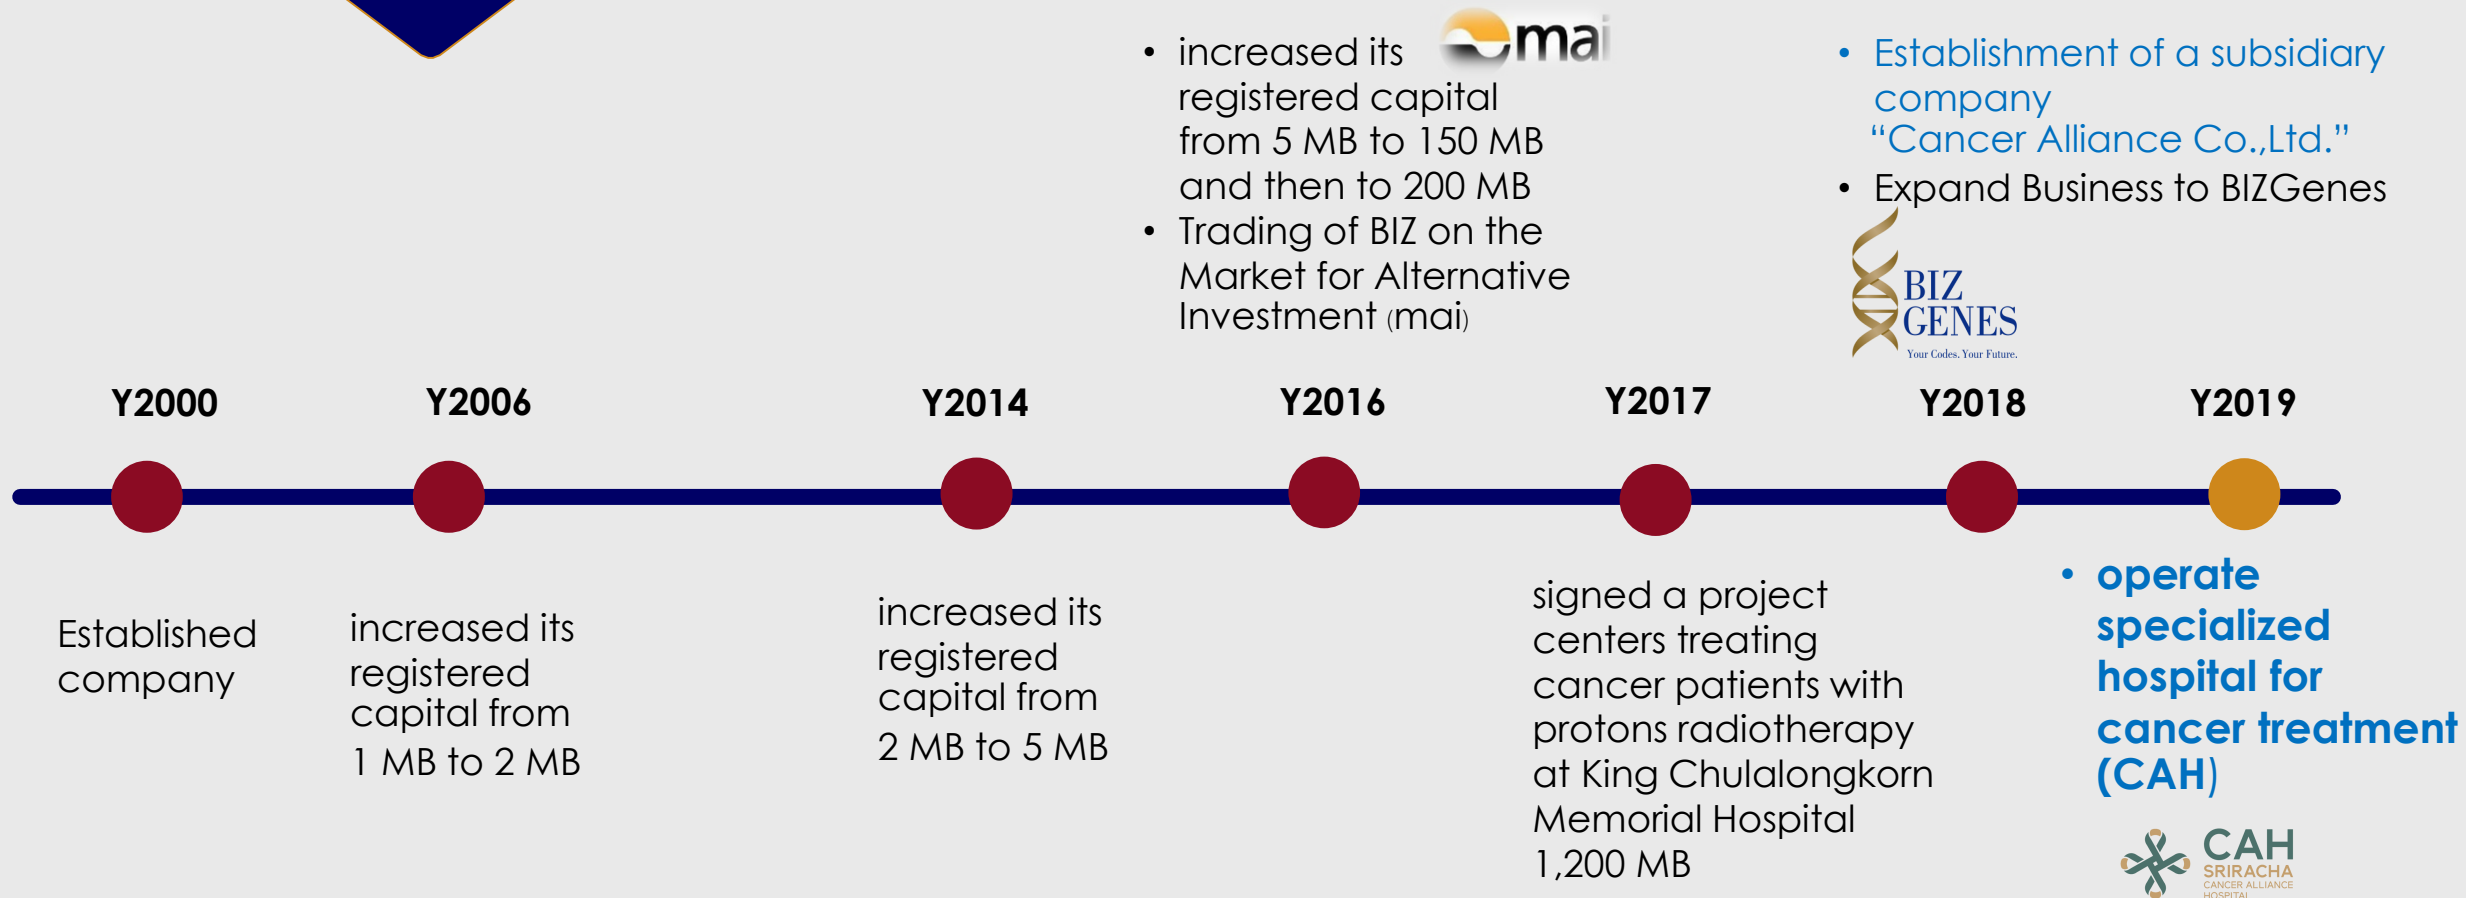 • increased its
registered capital
from 5 MB to 150 MB
and then to 200 MB
• Trading of BIZ on the
Market for Alternative
Investment (mai)
mai
• Establishment of a subsidiary
company
“Cancer Alliance Co.,Ltd.”
• Expand Business to BIZGenes
BIZ
GENES
Your Codes. Your Future.
Y2000
Y2006
Y2014
Y2016
Y2017
Y2018
Y2019
Established
company
increased its
registered
capital from
1 MB to 2 MB
increased its
registered
capital from
2 MB to 5 MB
signed a project
centers treating
cancer patients with
protons radiotherapy
at King Chulalongkorn
Memorial Hospital
1,200 MB
• operate
specialized
hospital for
cancer treatment
(CAH)
CAH
SRIRACHA
CANCER ALLIANCE
HOSPITAL